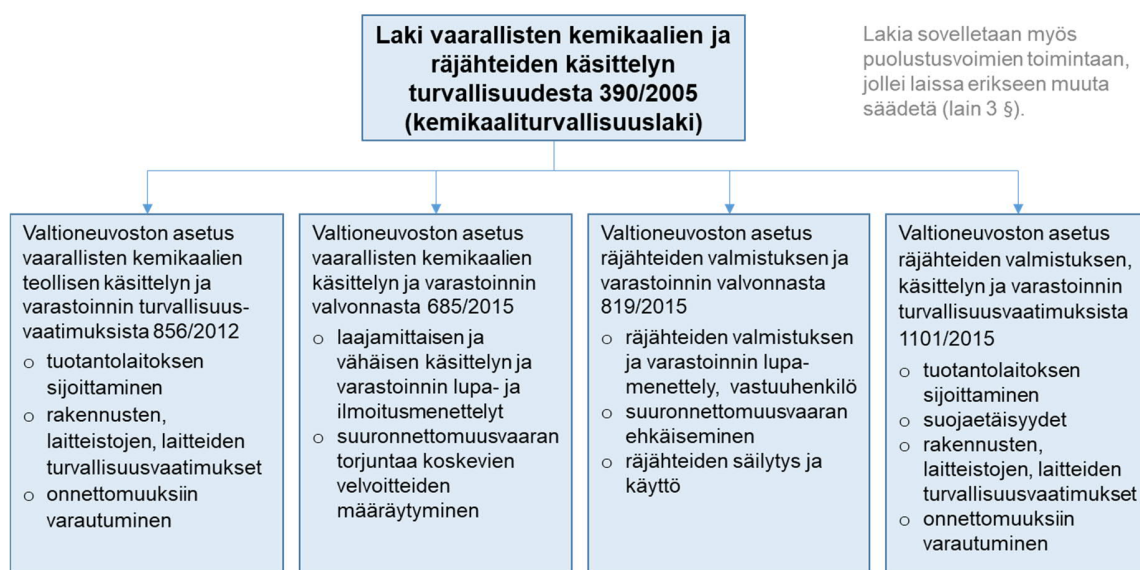 Laki vaarallisten kemikaalien ja
räjähteiden käsittelyn
turvallisuudesta 390/2005
(kemikaaliturvallisuuslaki)
Lakia sovelletaan myös
puolustusvoimien toimintaan,
jollei laissa erikseen muuta
säädetä (lain 3 §).
Valtioneuvoston asetus
vaarallisten kemikaalien
teollisen käsittelyn ja
varastoinnin turvallisuus-
vaatimuksista 856/2012
o tuotantolaitoksen
sijoittaminen
o rakennusten,
laitteistojen, laitteiden
turvallisuusvaatimukset
o onnettomuuksiin
varautuminen
Valtioneuvoston asetus
vaarallisten kemikaalien
käsittelyn ja varastoinnin
valvonnasta 685/2015
o laajamittaisen ja
vähäisen käsittelyn ja
varastoinnin lupa- ja
ilmoitusmenettelyt
o suuronnettomuusvaaran
torjuntaa koskevien
velvoitteiden
määräytyminen
Valtioneuvoston asetus
räjähteiden valmistuksen ja
varastoinnin valvonnasta
819/2015
o räjähteiden valmistuksen
ja varastoinnin lupa-
menettely, vastuuhenkilö
o suuronnettomuusvaaran
ehkäiseminen
o räjähteiden säilytys ja
käyttö
Valtioneuvoston asetus
räjähteiden valmistuksen,
käsittelyn ja varastoinnin
turvallisuusvaatimuksista
1101/2015
o tuotantolaitoksen
sijoittaminen
o suojaetäisyydet
o rakennusten,
laitteistojen, laitteiden
turvallisuusvaatimukset
o onnettomuuksiin
varautuminen